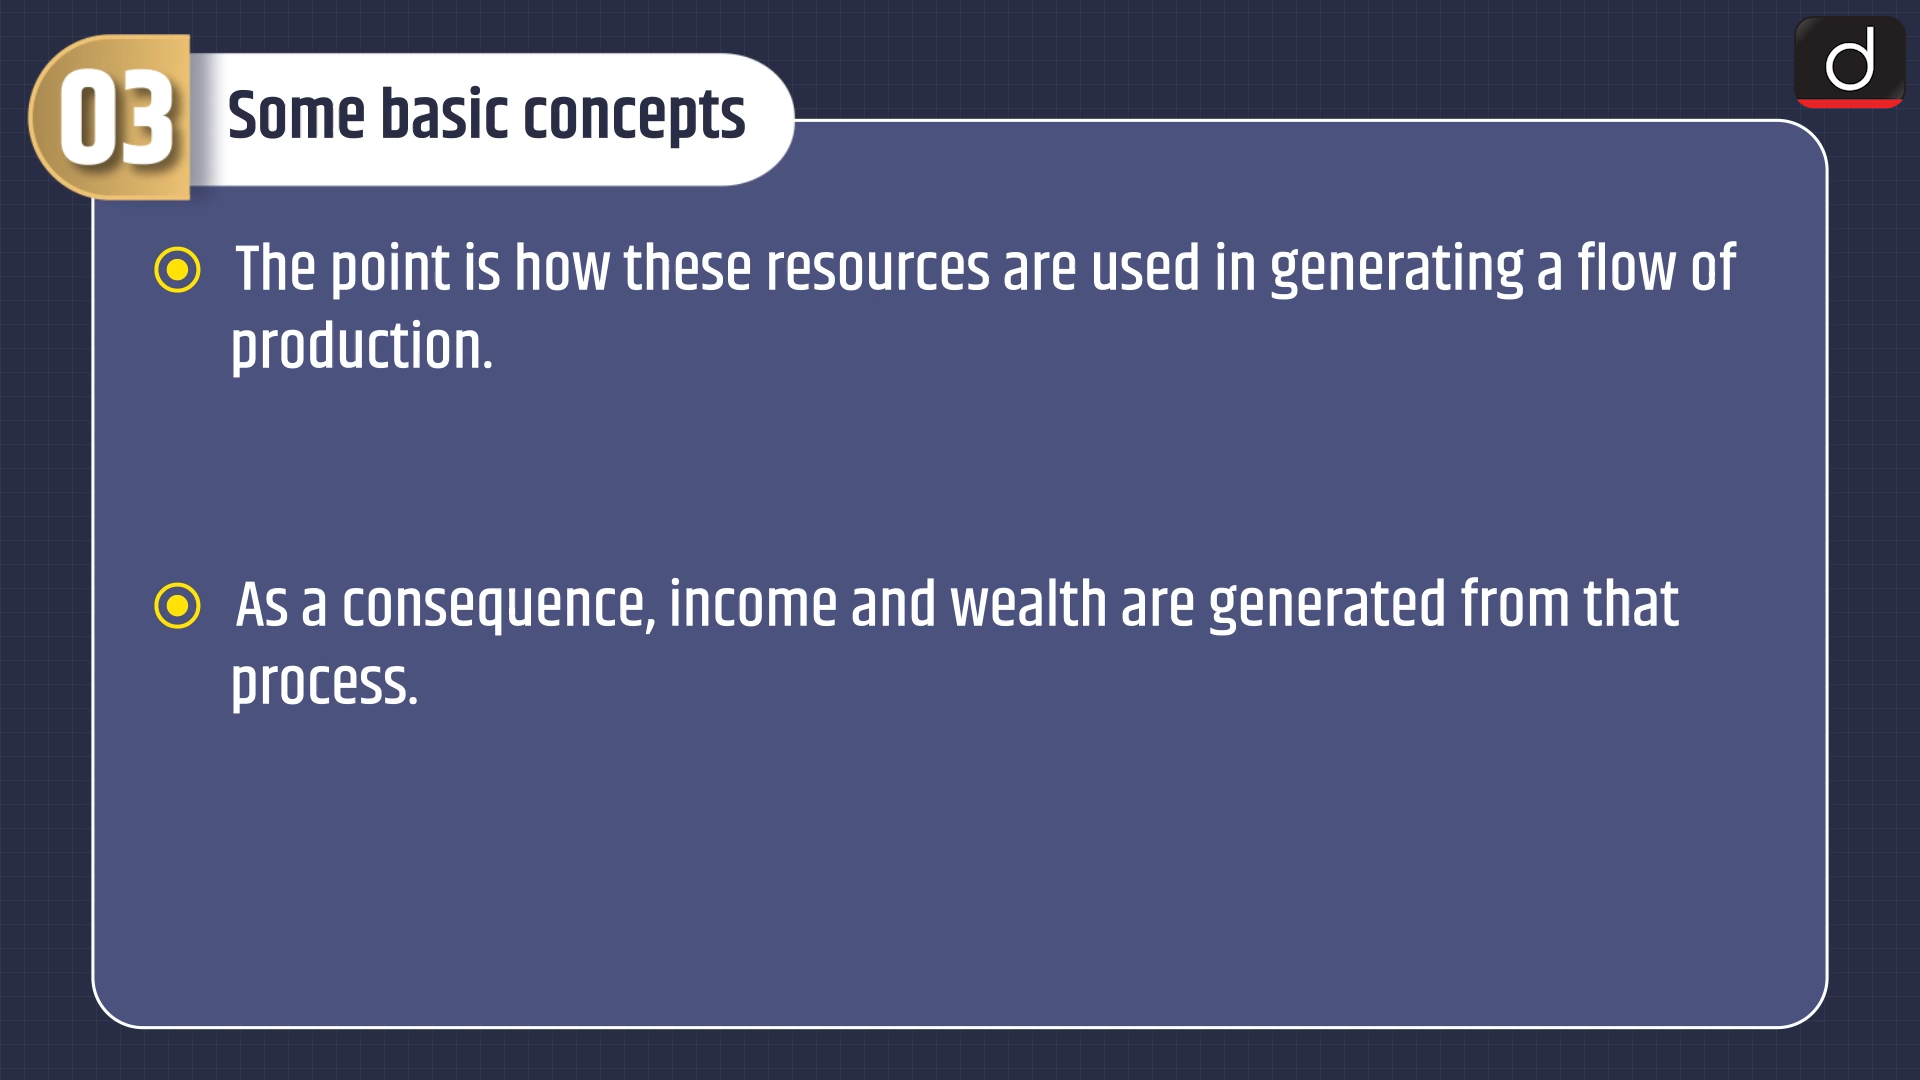 03
Some basic concepts
d
The point is how these resources are used in generating a flow of
production.
As a consequence, income and wealth are generated from that
process.